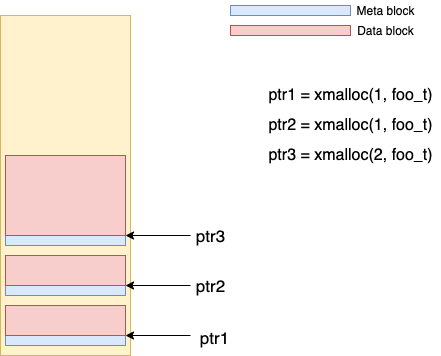 Meta block
Data block
ptr1 = xmalloc(1, foo_t)
ptr2 = xmalloc(1, foo_t)
ptr3 = xmalloc(2, foo_t)
ptr3
ptr2
ptr1